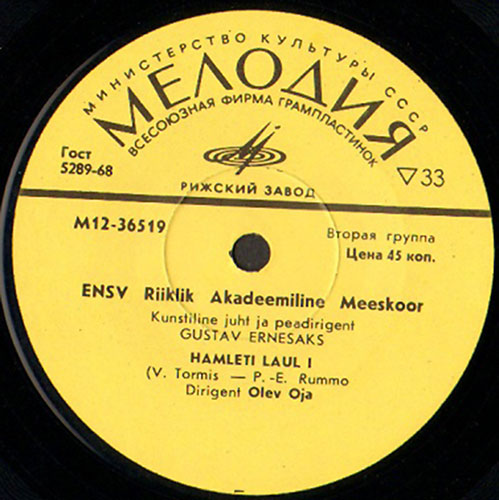 МИНИСТЕРСТВО КУЛЬТУРЫ СССР
МЕЛОДИЯ
ВСЕСОЮЗНАЯ ФИРМА ГРАМПЛАСТИНОК
Гост
5289-68
РИЖСКИЙ ЗАВОД
▽33
М12-36519
Вторая группа
Цена 45 коп.
ENSV Riiklik Akadeemiline Meeskoor
Kunstiline juht ja peadirigent
GUSTAV ERNESAKS
HAMLETI LAUL I
(V. Tormis — P.-E. Rummo
Dirigent Olev Oja